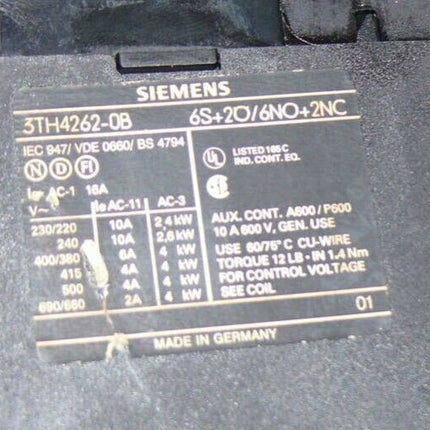 SIEMENS
3TH4262-0B 6S+2Ö/6NO+2NC
IEC 947/ VDE 0660/ BS 4794
N D FI
AC-1 16A
V~ Ie AC-11 AC-3
230/220 10A 2,4 kW
240 10A 2,6 kW
400/380 6A 4 kW
415 4A 4 kW
500 4A 4 kW
690/660 2A 4 kW
UL LISTED 185 C
IND. CONT. EQ.
AUX. CONT. A600/P600
10 A 600 V, GEN. USE
USE 60/75°C CU-WIRE
TORQUE 12 LB·IN 1.4 Nm
FOR CONTROL VOLTAGE
SEE COIL
01
MADE IN GERMANY